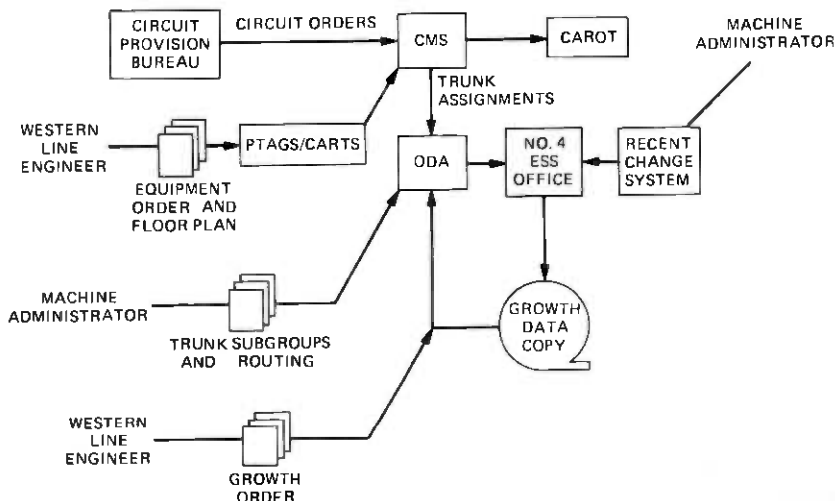 CIRCUIT
PROVISION
BUREAU
CIRCUIT ORDERS
CMS
CAROT
MACHINE
ADMINISTRATOR
TRUNK
ASSIGNMENTS
WESTERN
LINE
ENGINEER
EQUIPMENT
ORDER AND
FLOOR PLAN
PTAGS/CARTS
ODA
NO. 4
ESS
OFFICE
RECENT
CHANGE
SYSTEM
MACHINE
ADMINISTRATOR
TRUNK SUBGROUPS
AND ROUTING
GROWTH
DATA
COPY
WESTERN
LINE
ENGINEER
GROWTH
ORDER